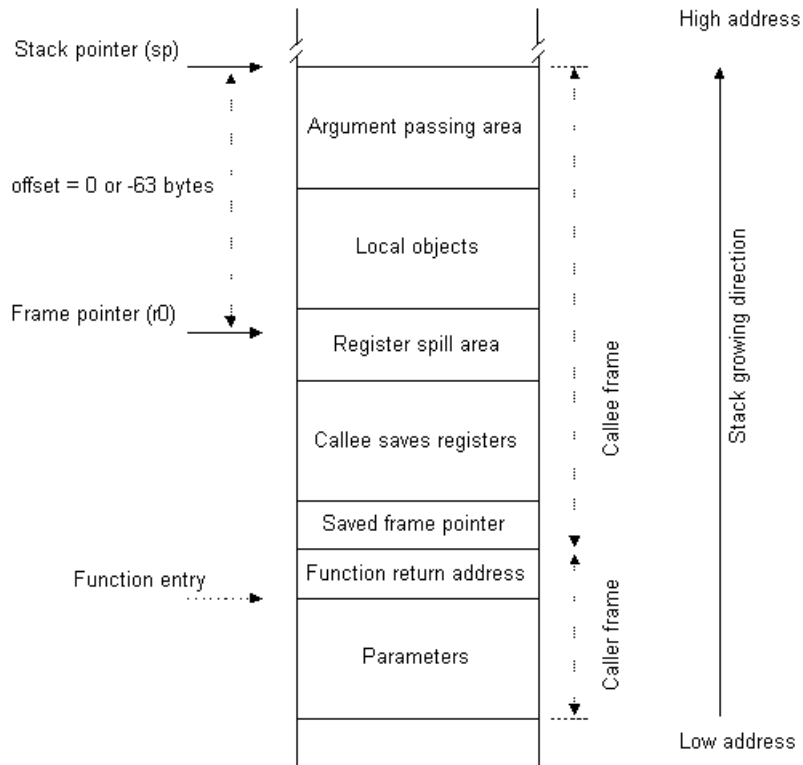 High address
Stack pointer (sp)
Argument passing area
offset = 0 or -63 bytes
Local objects
Frame pointer (r0)
Register spill area
Callee saves registers
Saved frame pointer
Function entry
Function return address
Parameters
Callee frame
Caller frame
Stack growing direction
Low address